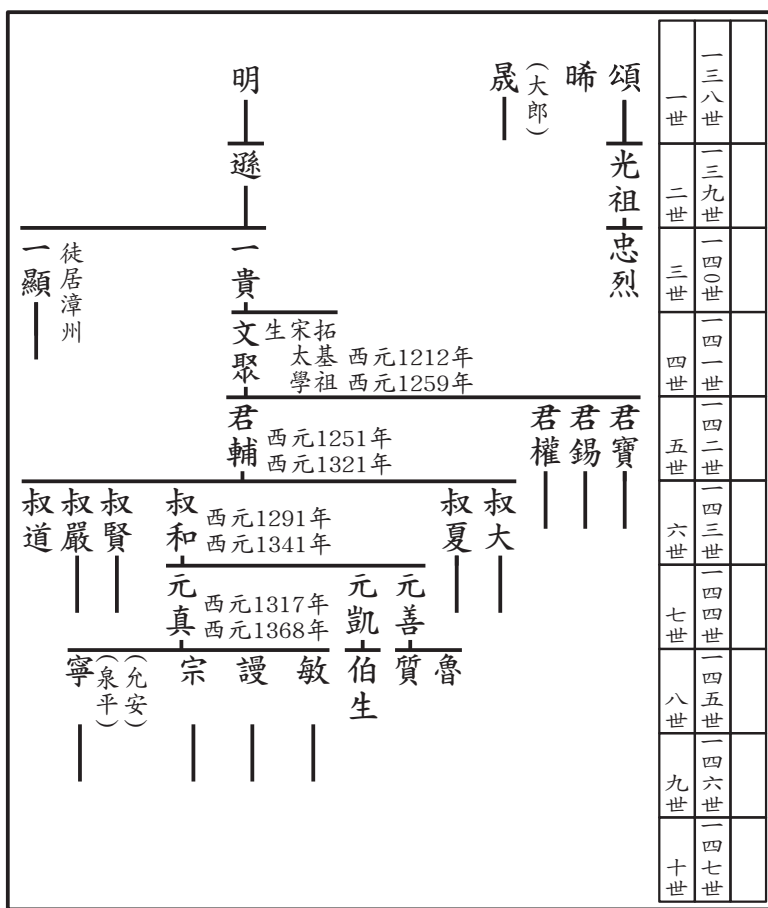 一三八世
一三九世
一四〇世
一四一世
一四二世
一四三世
一四四世
一四五世
一四六世
一四七世
一世
二世
三世
四世
五世
六世
七世
八世
九世
十世
頌
晞
(大郎)
晟
明
光祖
遜
忠烈
一貴
徒居漳州
一顯
拓基祖
宋太學
生
西元1212年
西元1259年
文聚
君寶
君錫
君權
西元1251年
西元1321年
君輔
叔大
叔夏
西元1291年
西元1341年
叔和
叔賢
叔嚴
叔道
元善
元凱
西元1317年
西元1368年
元真
魯
質
伯生
敏
謾
宗
(允安)
(泉平)
寧